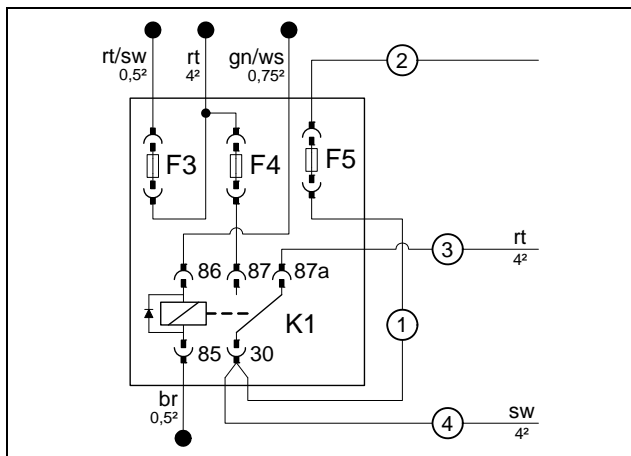 rt/sw
0,5²
rt
4²
gn/ws
0,75²
2
F3
F4
F5
3
rt
4²
86
87
87a
K1
1
85
30
br
0,5²
4
sw
4²